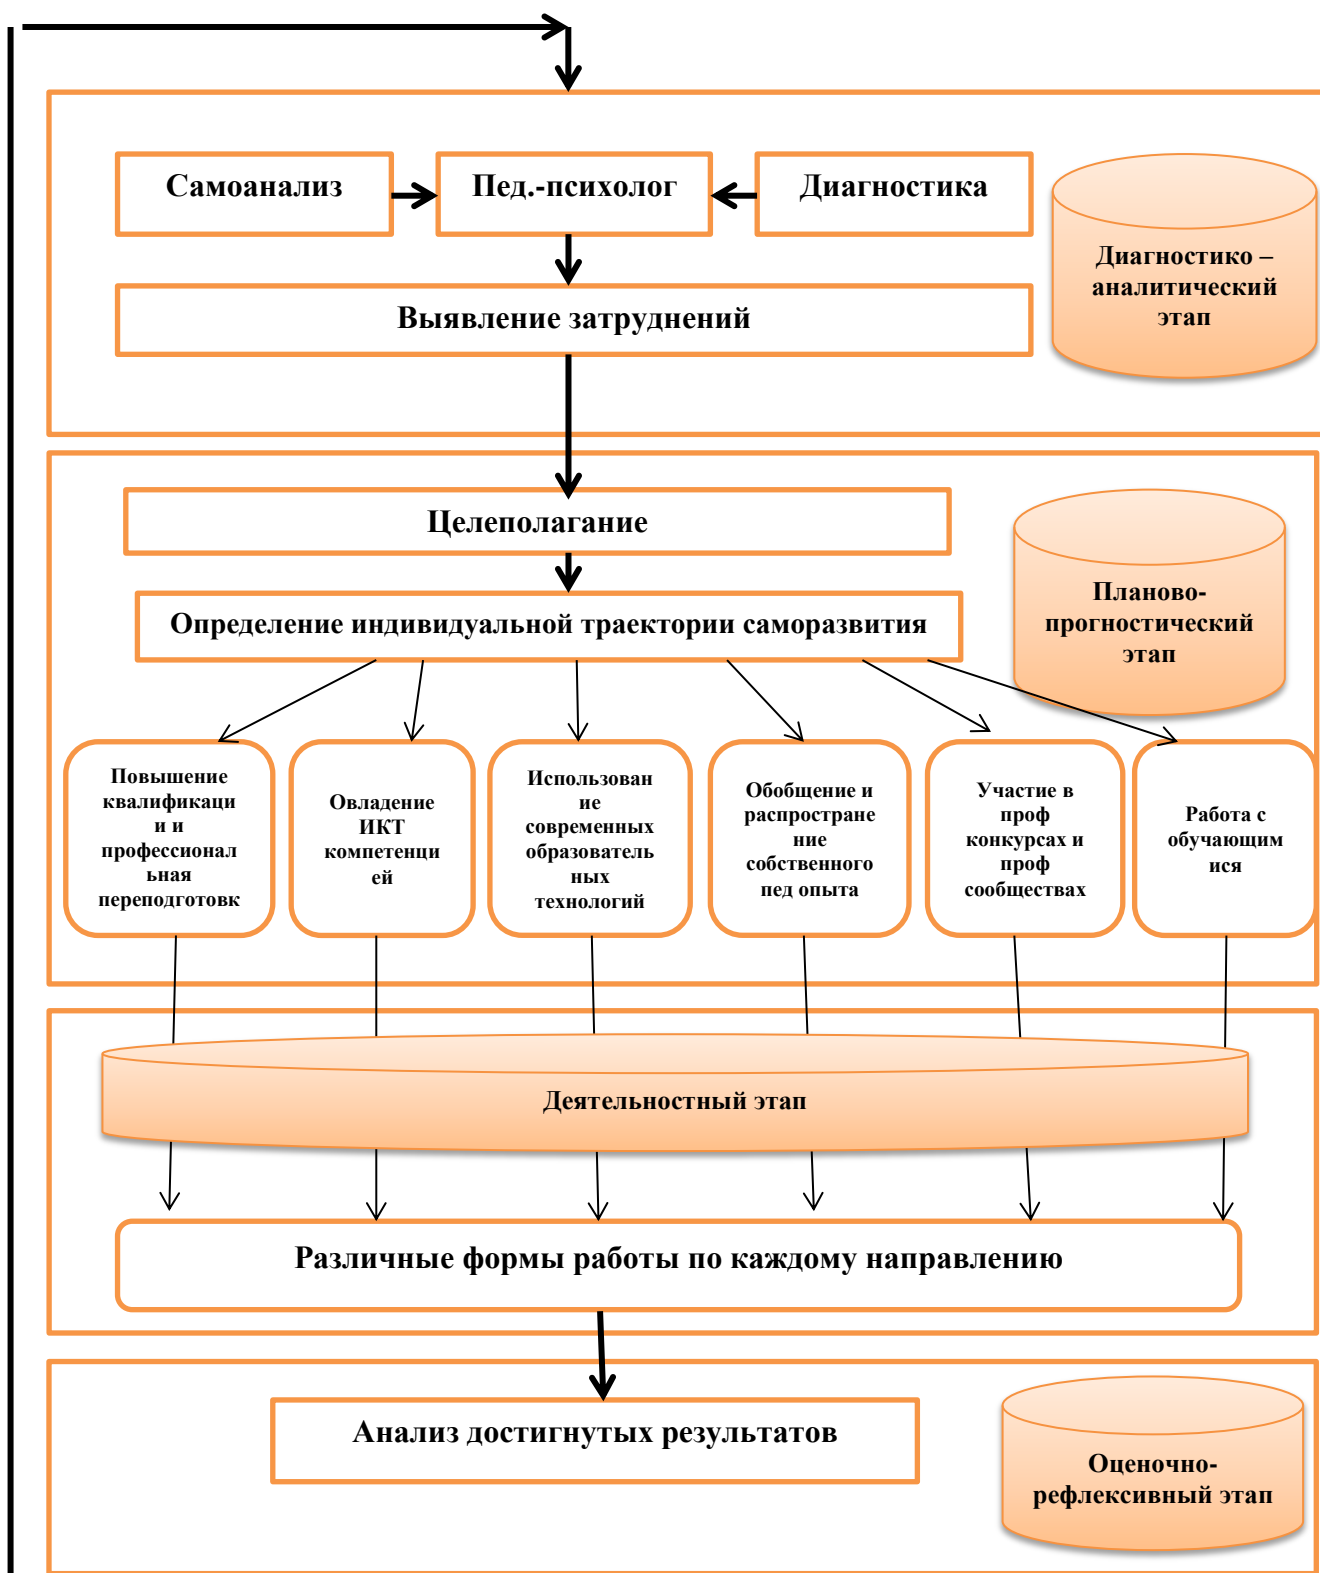 Самоанализ
Пед.-психолог
Диагностика
Диагностико –
аналитический
этап
Выявление затруднений
Целеполагание
Планово-
прогностический
этап
Определение индивидуальной траектории саморазвития
Повышение
квалификаци
и и
профессионал
ьная
переподготовк
Овладение
ИКТ
компетенци
ей
Использован
ие
современных
образователь
ных
технологий
Обобщение и
распростране
ние
собственного
пед опыта
Участие в
проф
конкурсах и
проф
сообществах
Работа с
обучающим
ися
Деятельностный этап
Различные формы работы по каждому направлению
Анализ достигнутых результатов
Оценочно-
рефлексивный этап